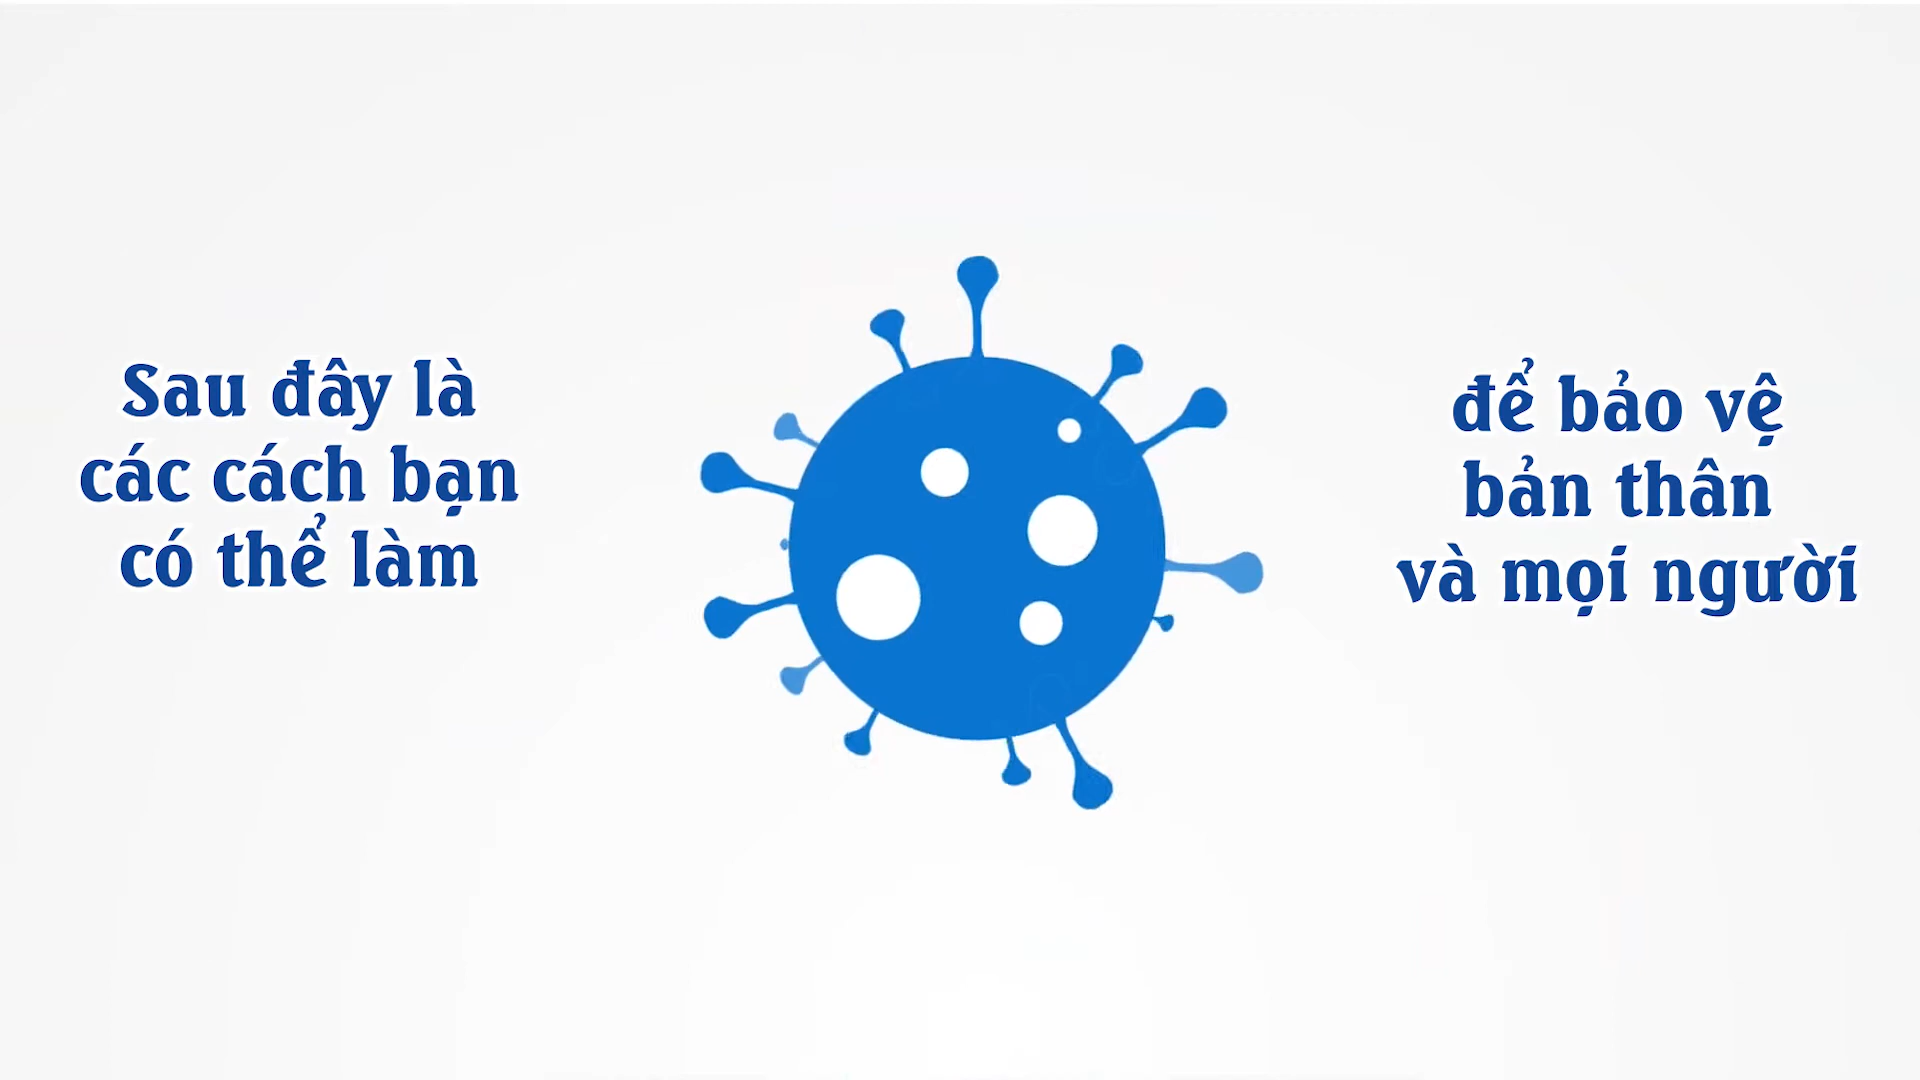 Sau đây là
các cách bạn
có thể làm
để bảo vệ
bản thân
và mọi người